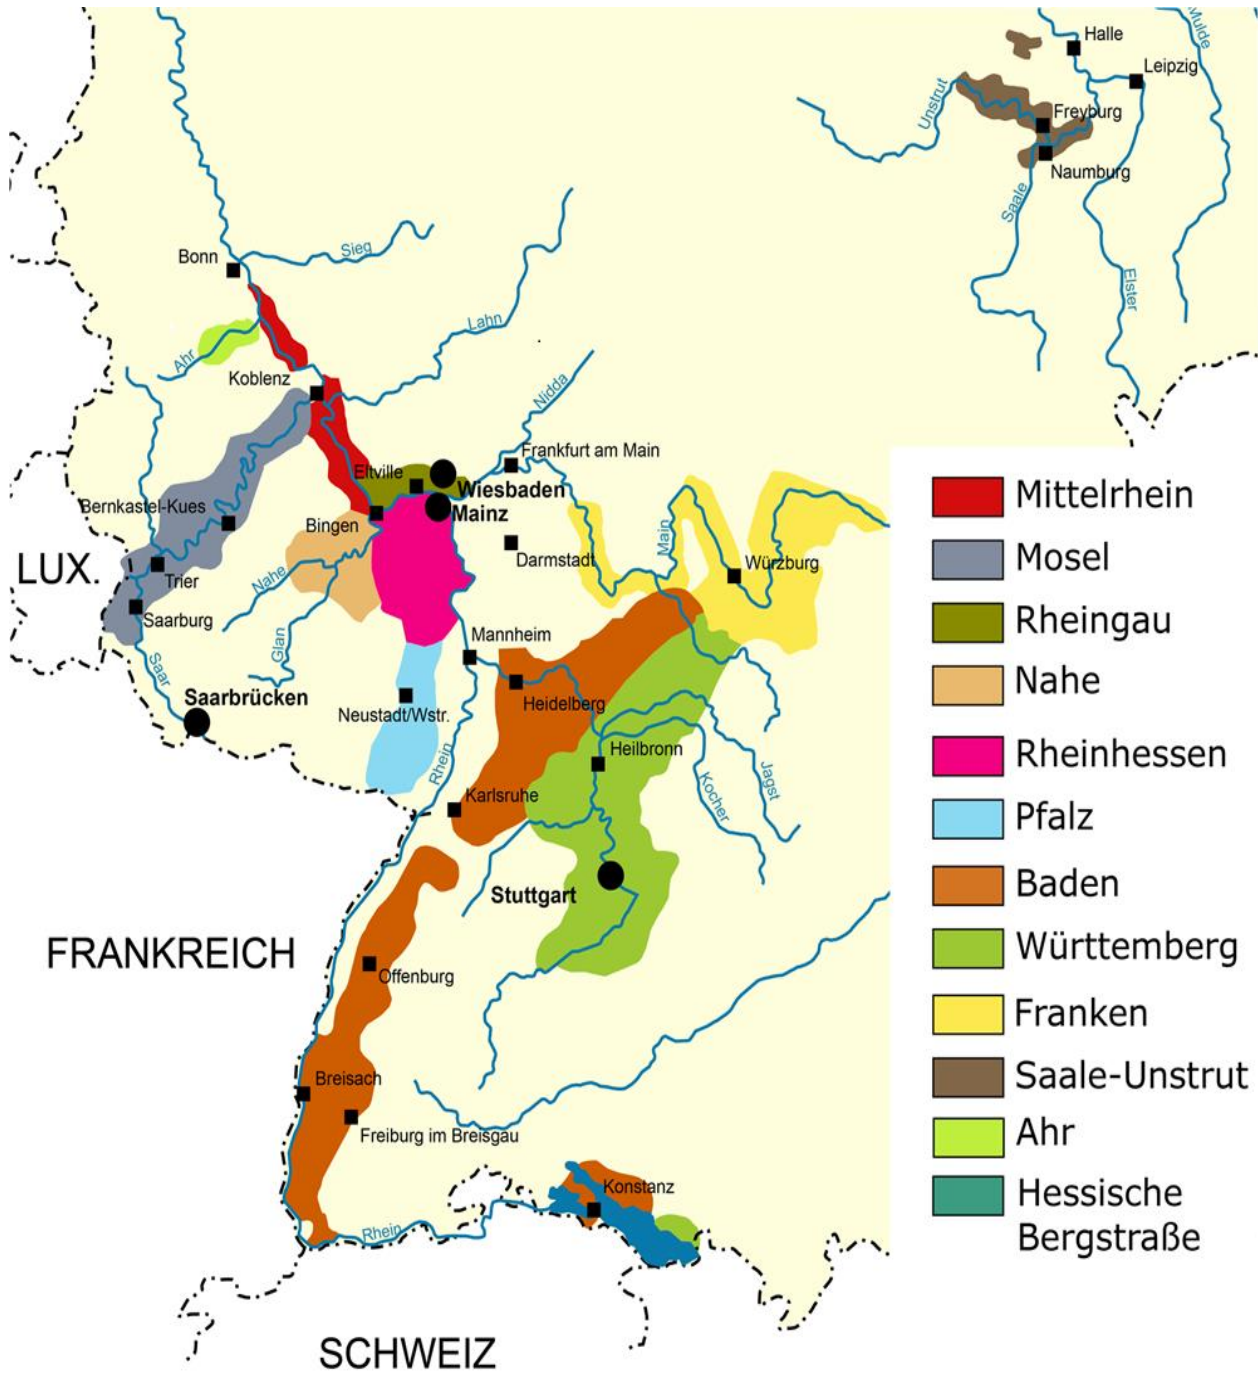 Halle
Mulde
Leipzig
Unstrut
Freyburg
Naumburg
Saale
Elster
Bonn
Sieg
Lahn
Ahr
Koblenz
Nidda
Frankfurt am Main
Eltville
Wiesbaden
Mainz
Bernkastel-Kues
Bingen
Main
Darmstadt
Würzburg
LUX.
Trier
Nahe
Saarburg
Glan
Mannheim
Saar
Saarbrücken
Neustadt/Wstr.
Heidelberg
Rhein
Heilbronn
Jagst
Kocher
Karlsruhe
Stuttgart
FRANKREICH
Offenburg
Breisach
Freiburg im Breisgau
Konstanz
Rhein
SCHWEIZ
Mittelrhein
Mosel
Rheingau
Nahe
Rheinhessen
Pfalz
Baden
Württemberg
Franken
Saale-Unstrut
Ahr
Hessische
Bergstraße